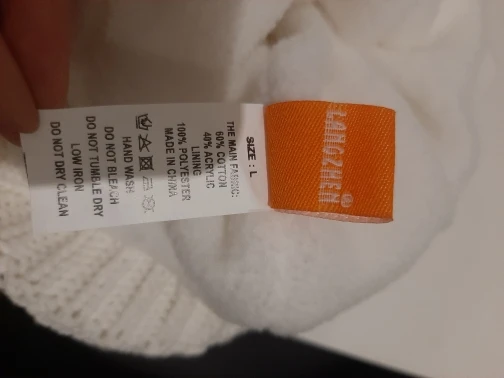 LANOZHEN®
SIZE : L
THE MAIN FABRIC:
60% COTTON
40% ACRYLIC
LINING
100% POLYESTER
MADE IN CHINA
HAND WASH
DO NOT BLEACH
DO NOT TUMBLE DRY
LOW IRON
DO NOT DRY CLEAN